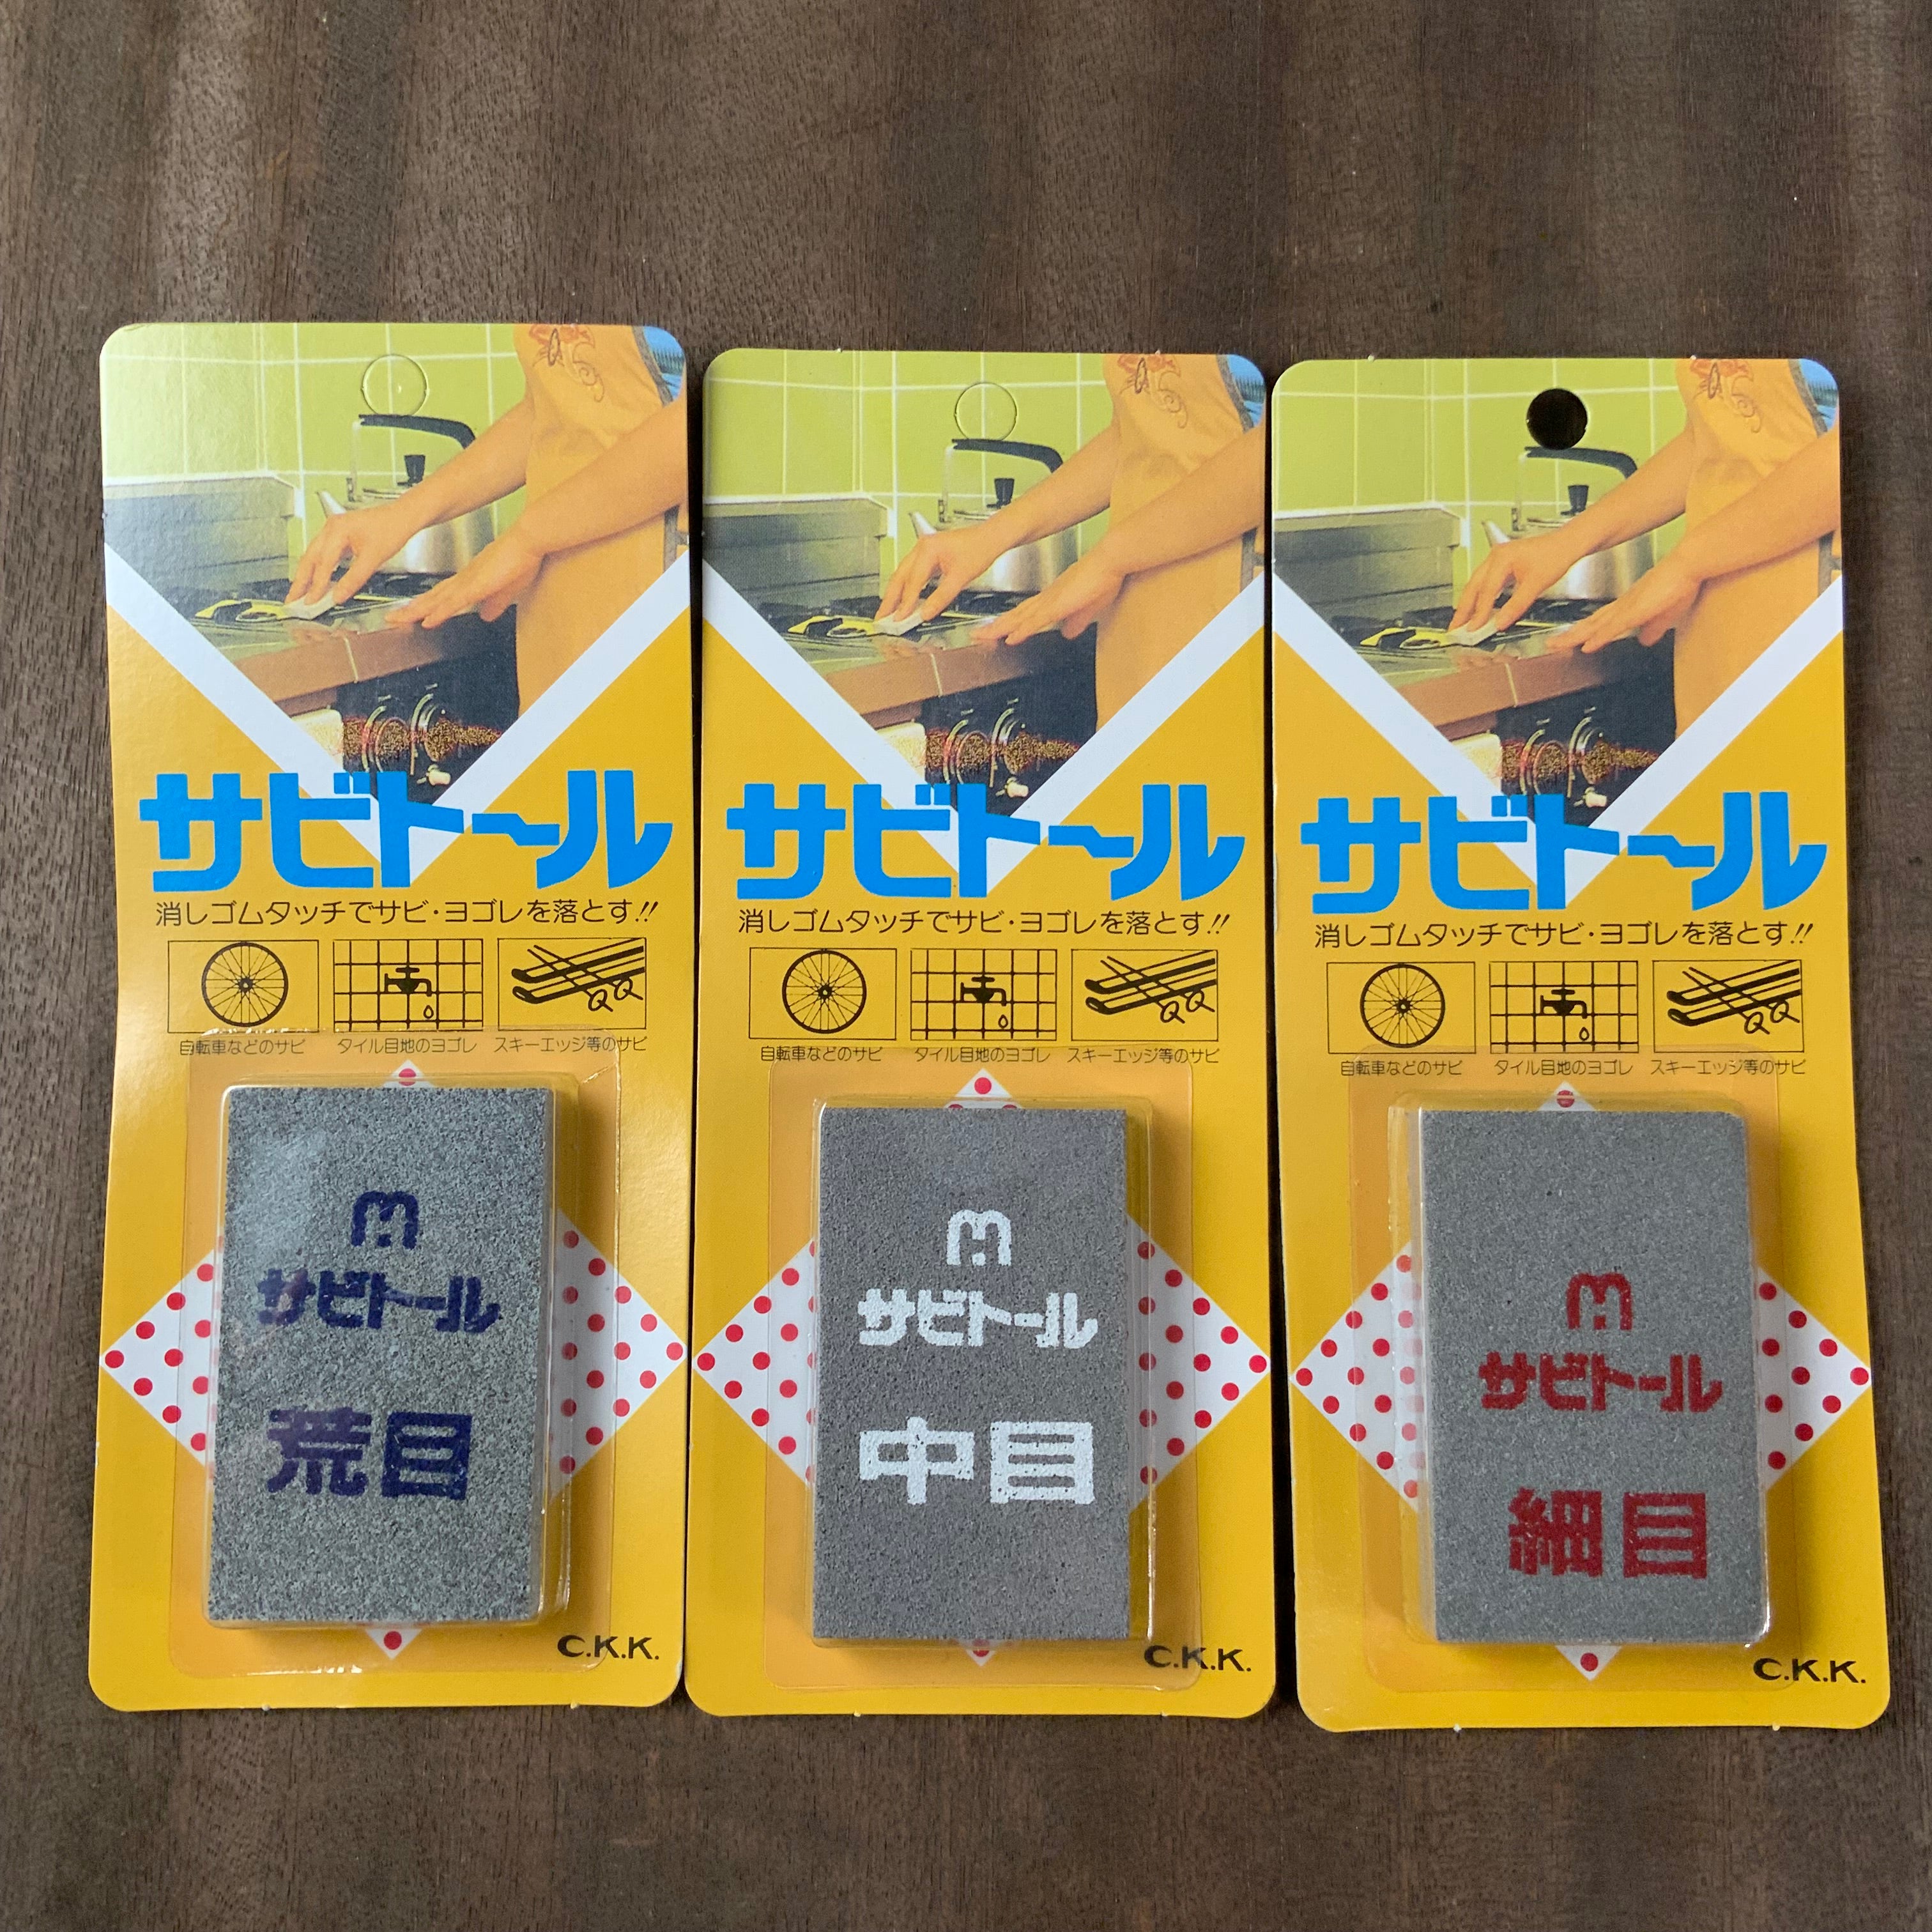 サビトール
消しゴムタッチでサビ・ヨゴレを落とす!!
自転車などのサビ
タイル目地のヨゴレ
スキーエッジ等のサビ
m
サビトール
荒目
C.K.K.
サビトール
消しゴムタッチでサビ・ヨゴレを落とす!!
自転車などのサビ
タイル目地のヨゴレ
スキーエッジ等のサビ
m
サビトール
中目
C.K.K.
サビトール
消しゴムタッチでサビ・ヨゴレを落とす!!
自転車などのサビ
タイル目地のヨゴレ
スキーエッジ等のサビ
m
サビトール
細目
C.K.K.